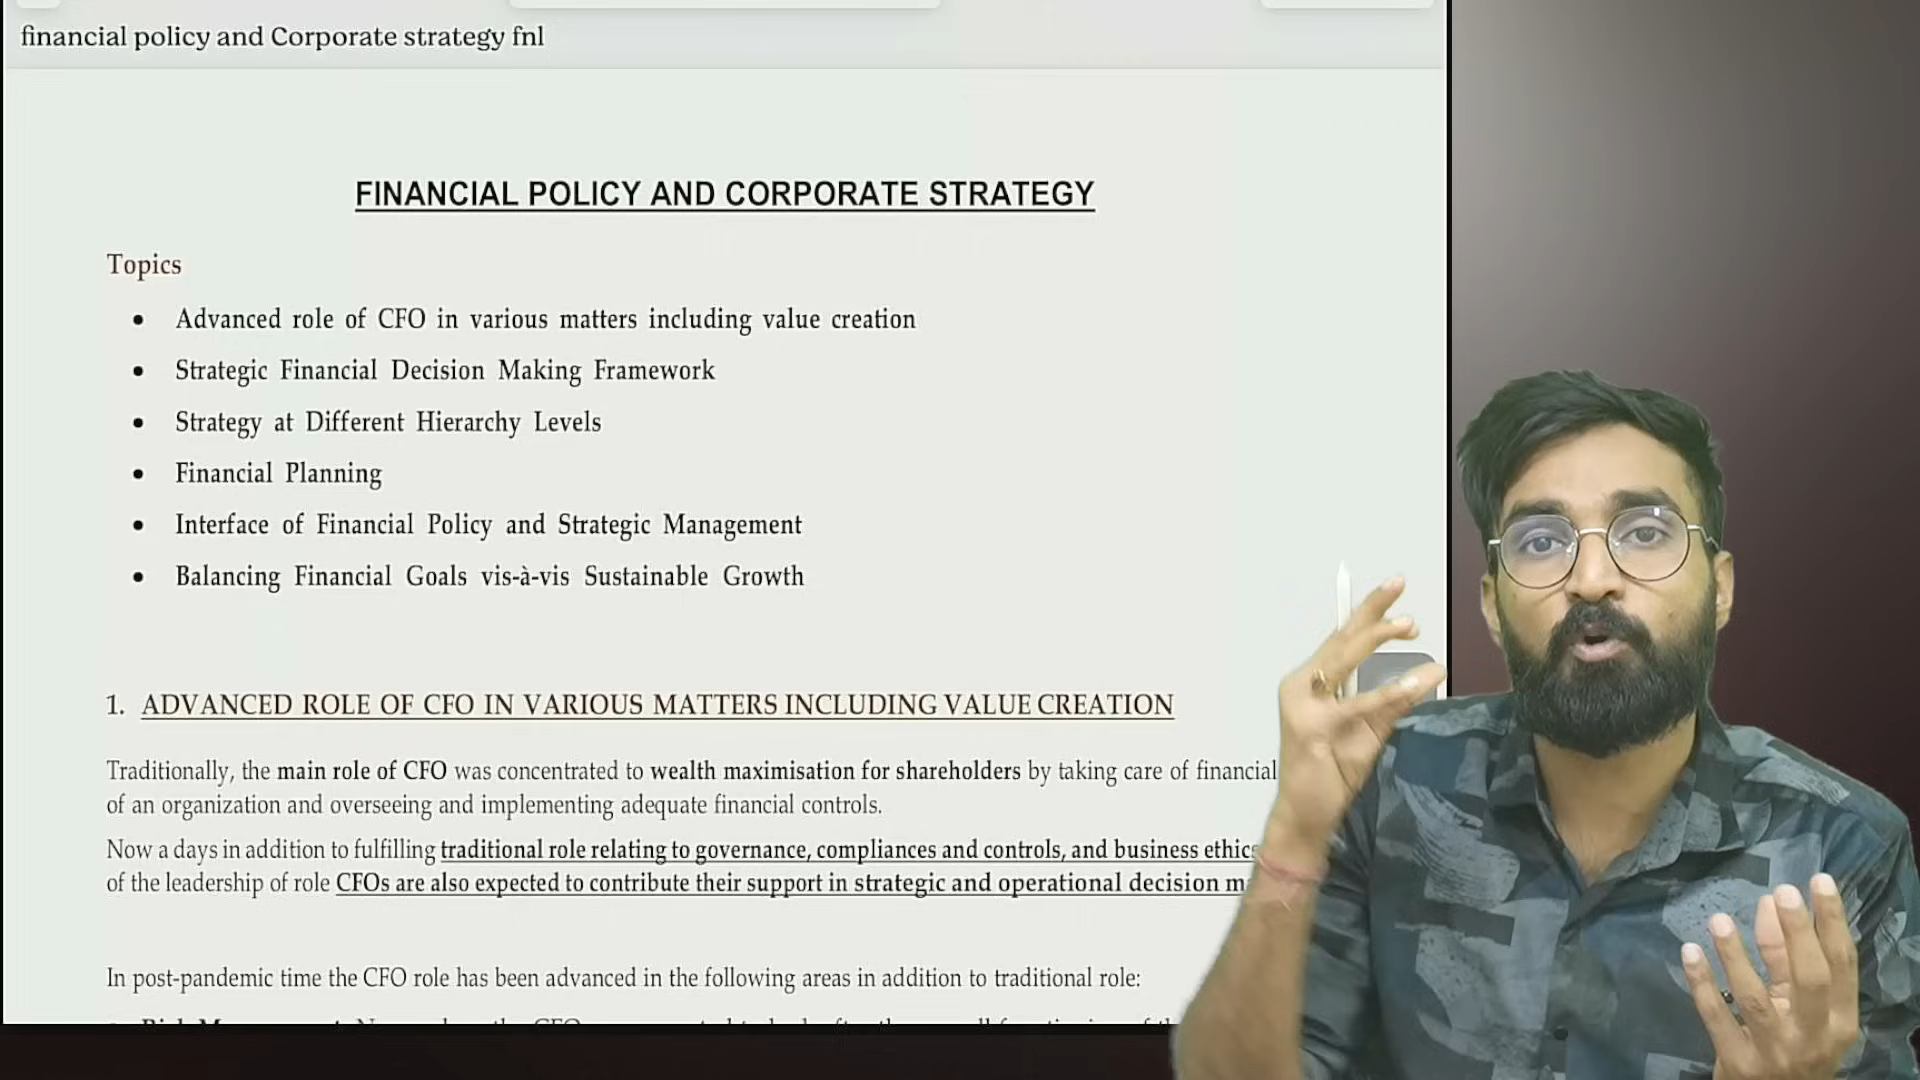 financial policy and Corporate strategy fnl
FINANCIAL POLICY AND CORPORATE STRATEGY
Topics
• Advanced role of CFO in various matters including value creation
• Strategic Financial Decision Making Framework
• Strategy at Different Hierarchy Levels
• Financial Planning
• Interface of Financial Policy and Strategic Management
• Balancing Financial Goals vis-à-vis Sustainable Growth
1. ADVANCED ROLE OF CFO IN VARIOUS MATTERS INCLUDING VALUE CREATION
Traditionally, the main role of CFO was concentrated to wealth maximisation for shareholders by taking care of financial
of an organization and overseeing and implementing adequate financial controls.
Now a days in addition to fulfilling traditional role relating to governance, compliances and controls, and business ethics
of the leadership of role CFOs are also expected to contribute their support in strategic and operational decision
In post-pandemic time the CFO role has been advanced in the following areas in addition to traditional role: